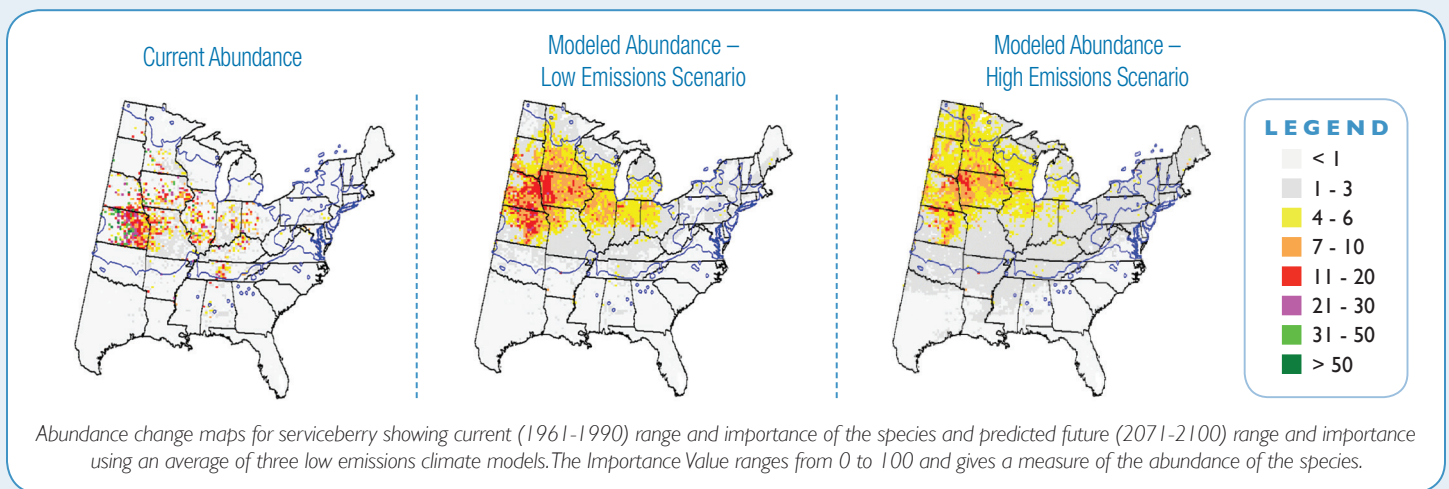 Current Abundance
Modeled Abundance –
Low Emissions Scenario
Modeled Abundance –
High Emissions Scenario
LEGEND
< 1
1 - 3
4 - 6
7 - 10
11 - 20
21 - 30
31 - 50
> 50
Abundance change maps for serviceberry showing current (1961-1990) range and importance of the species and predicted future (2071-2100) range and importance
using an average of three low emissions climate models. The Importance Value ranges from 0 to 100 and gives a measure of the abundance of the species.